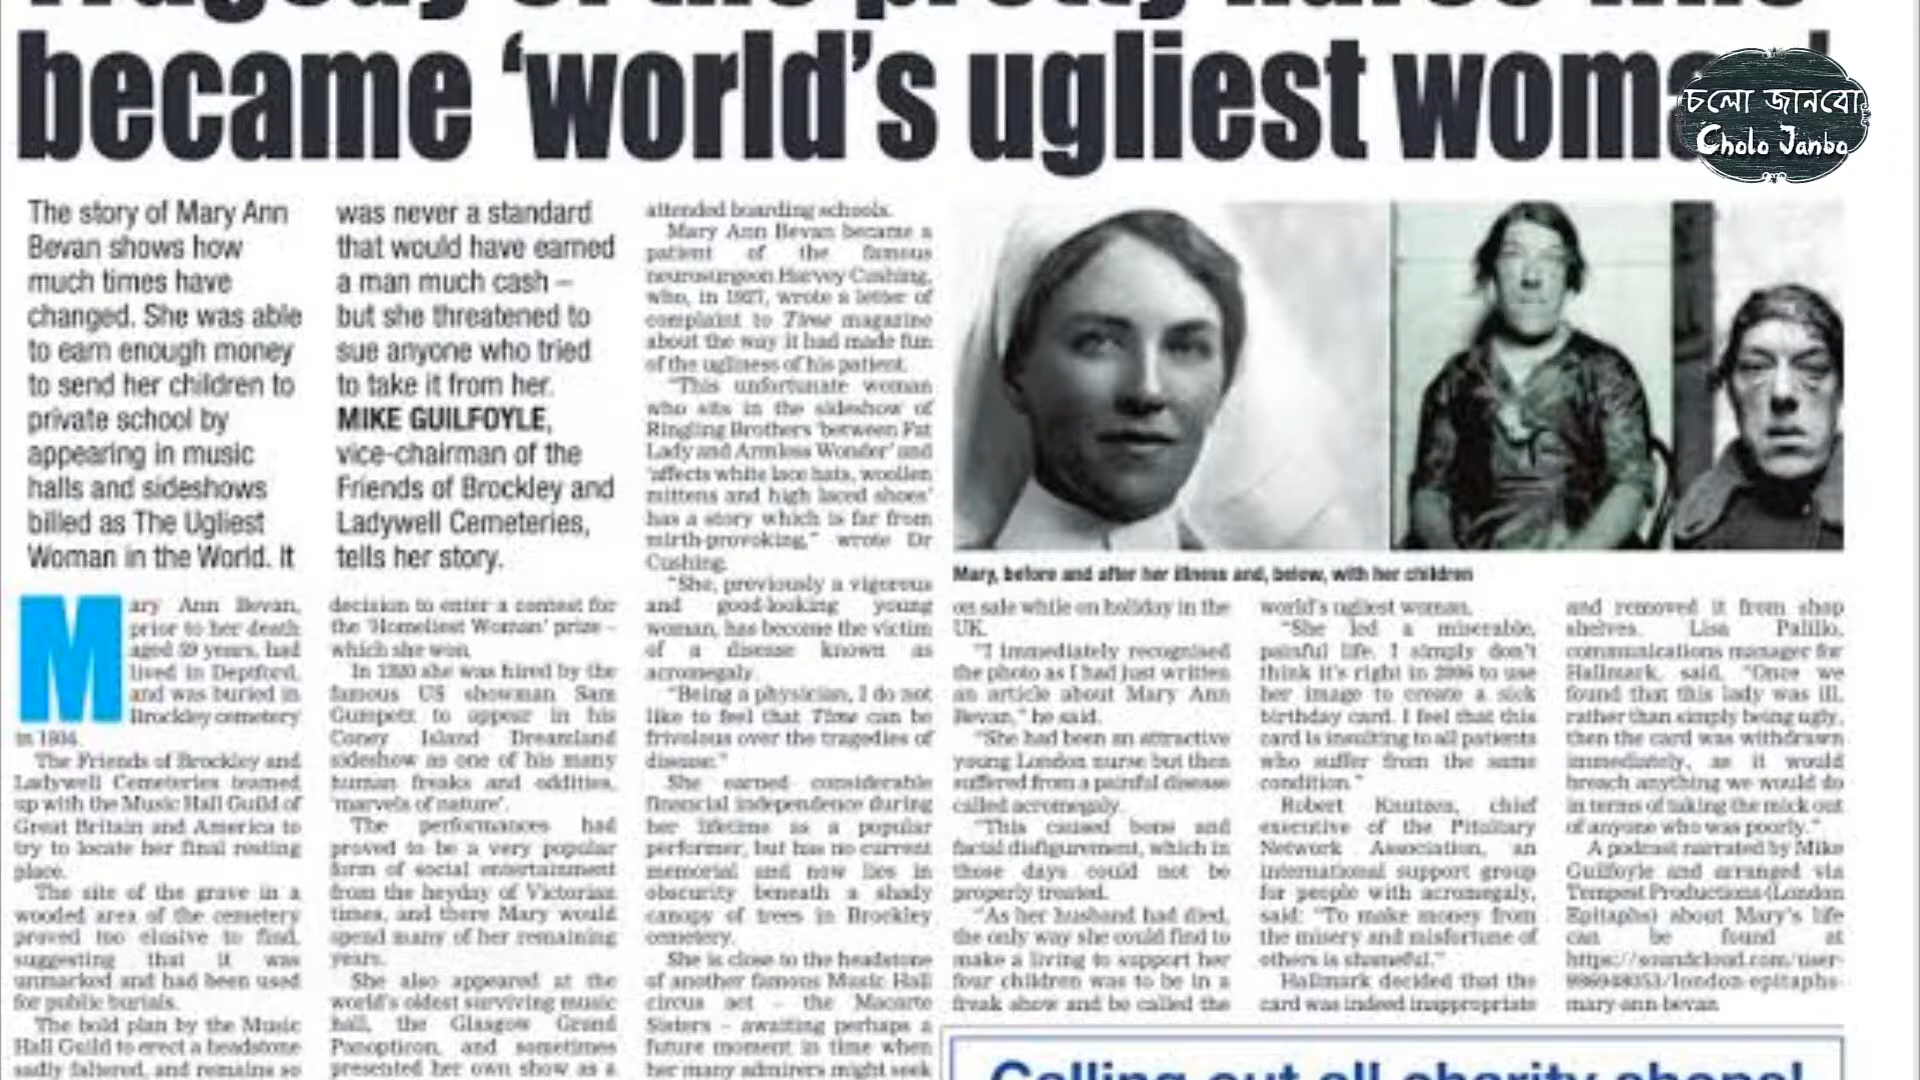 became ‘world’s ugliest woma
চলো জানবো
Cholo Janbo
The story of Mary Ann
Bevan shows how
much times have
changed. She was able
to earn enough money
to send her children to
private school by
appearing in music
halls and sideshows
billed as The Ugliest
Woman in the World. It
was never a standard
that would have earned
a man much cash –
but she threatened to
sue anyone who tried
to take it from her.
MIKE GUILFOYLE,
vice-chairman of the
Friends of Brockley and
Ladywell Cemeteries,
tells her story.
Mary Ann Bevan,
prior to her death
aged 59 years, had
lived in Deptford,
and was buried in
Brockley cemetery
in
The Friends of Brockley and
Ladywell Cemeteries teamed
up with the Music Hall Guild of
Great Britain and America to
try to locate her final resting
place.
The site of the grave in a
wooded area of the cemetery
proved too elusive to find,
suggesting that it was
unmarked and had been used
for public burials.
The bold plan by the Music
Hall Guild to erect a headstone
sadly faltered, and remains so
decision to enter a contest for
the ‘Homeliest Woman’ prize –
which she won.
In 1920 she was hired by the
famous US showman Sam
Gumpetz to appear in his
Coney Island Dreamland
sideshow as one of his many
human freaks and oddities,
‘marvels of nature’.
The performances had
proved to be a very popular
form of social entertainment
from the heyday of Victorian
times, and there Mary would
spend many of her remaining
years.
She also appeared at the
world’s oldest surviving music
hall, the Glasgow Grand
Panopticon, and sometimes
presented her own show as a
attended boarding schools.
Mary Ann Bevan became a
patient of the famous
neurosurgeon Harvey Cushing,
who, in 1927, wrote a letter of
complaint to Time magazine
about the way it had made fun
of the ugliness of his patient.
“This unfortunate woman
who sits in the sideshow of
Ringling Brothers ‘between Fat
Lady and Armless Wonder’ and
‘affects white lace hats, woollen
mittens and high laced shoes’
has a story which is far from
mirth-provoking,” wrote Dr
Cushing.
“She, previously a vigorous
and good-looking young
woman, has become the victim
of a disease known as
acromegaly.
“Being a physician, I do not
like to feel that Time can be
frivolous over the tragedies of
disease.”
She earned considerable
financial independence during
her lifetime as a popular
performer, but has no current
memorial and now lies in
obscurity beneath a shady
canopy of trees in Brockley
cemetery.
She is close to the headstone
of another famous Music Hall
circus act – the Macarte
Sisters – awaiting perhaps a
future moment in time when
her many admirers might seek
Mary, before and after her illness and, below, with her children
on sale while on holiday in the
UK.
“I immediately recognised
the photo as I had just written
an article about Mary Ann
Bevan,” he said.
“She had been an attractive
young London nurse but then
suffered from a painful disease
called acromegaly.
“This caused bone and
facial disfigurement, which in
those days could not be
properly treated.
“As her husband had died,
the only way she could find to
make a living to support her
four children was to be in a
freak show and be called the
world’s ugliest woman.
“She led a miserable,
painful life. I simply don’t
think it’s right in 2006 to use
her image to create a sick
birthday card. I feel that this
card is insulting to all patients
who suffer from the same
condition.”
Robert Knutzen, chief
executive of the Pituitary
Network Association, an
international support group
for people with acromegaly,
said: “To make money from
the misery and misfortune of
others is shameful.”
Hallmark decided that the
card was indeed inappropriate
and removed it from shop
shelves. Lisa
communications manager for
Hallmark, said, “Once we
found that this lady was ill,
rather than simply being ugly,
then the card was withdrawn
immediately, as it would
breach anything we would do
in terms of taking the mick out
of anyone who was poorly.”
A podcast narrated by Mike
Guilfoyle and arranged via
Tempest Productions (London
Epitaphs) about Mary’s life
can be found at
https://soundcloud.com/user-
/london-epitaphs-
mary-ann-bevan
Calling out all charity shops!